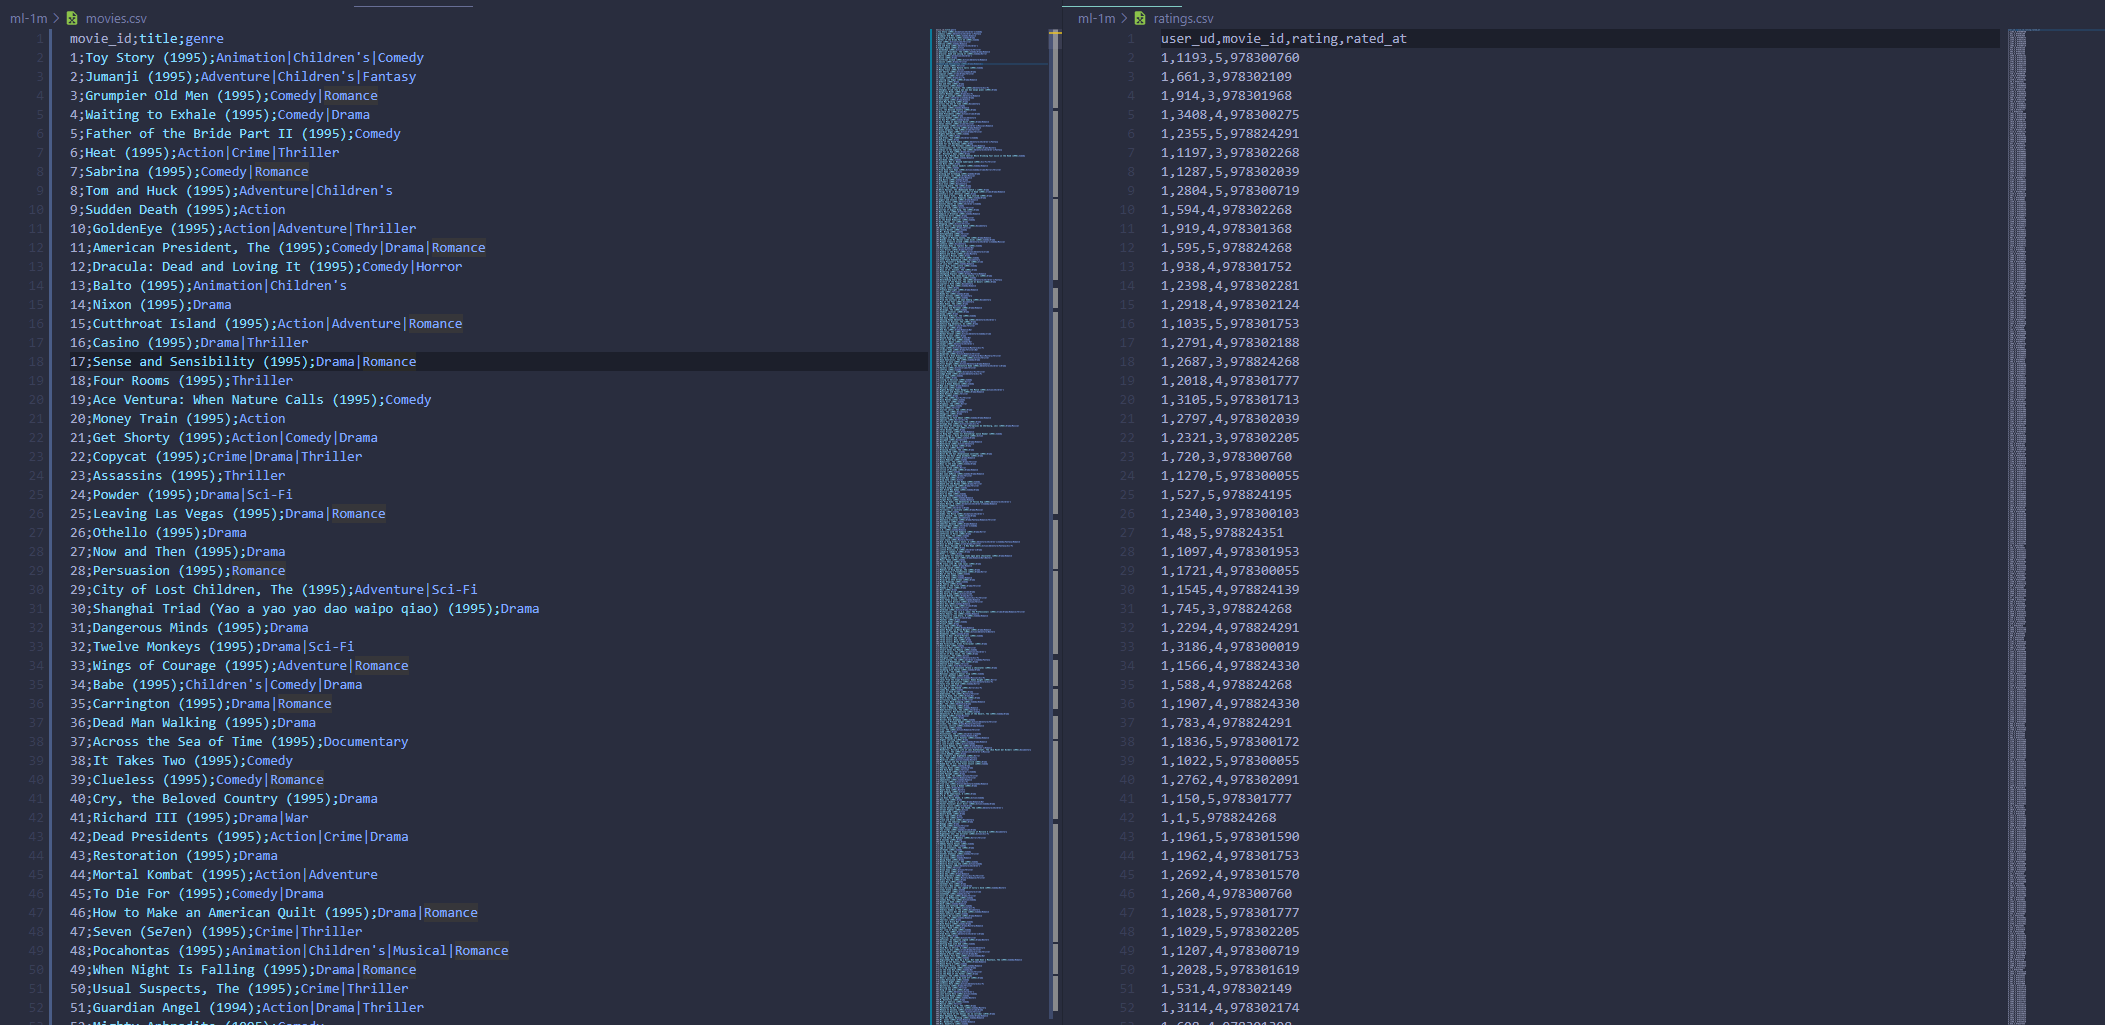 ml-1m > movies.csv
1 movie_id;title;genre
2 1;Toy Story (1995);Animation|Children's|Comedy
3 2;Jumanji (1995);Adventure|Children's|Fantasy
4 3;Grumpier Old Men (1995);Comedy|Romance
5 4;Waiting to Exhale (1995);Comedy|Drama
6 5;Father of the Bride Part II (1995);Comedy
7 6;Heat (1995);Action|Crime|Thriller
8 7;Sabrina (1995);Comedy|Romance
9 8;Tom and Huck (1995);Adventure|Children's
10 9;Sudden Death (1995);Action
11 10;GoldenEye (1995);Action|Adventure|Thriller
12 11;American President, The (1995);Comedy|Drama|Romance
13 12;Dracula: Dead and Loving It (1995);Comedy|Horror
14 13;Balto (1995);Animation|Children's
15 14;Nixon (1995);Drama
16 15;Cutthroat Island (1995);Action|Adventure|Romance
17 16;Casino (1995);Drama|Thriller
18 17;Sense and Sensibility (1995);Drama|Romance
19 18;Four Rooms (1995);Thriller
20 19;Ace Ventura: When Nature Calls (1995);Comedy
21 20;Money Train (1995);Action
22 21;Get Shorty (1995);Action|Comedy|Drama
23 22;Copycat (1995);Crime|Drama|Thriller
24 23;Assassins (1995);Thriller
25 24;Powder (1995);Drama|Sci-Fi
26 25;Leaving Las Vegas (1995);Drama|Romance
27 26;Othello (1995);Drama
28 27;Now and Then (1995);Drama
29 28;Persuasion (1995);Romance
30 29;City of Lost Children, The (1995);Adventure|Sci-Fi
31 30;Shanghai Triad (Yao a yao yao dao waipo qiao) (1995);Drama
32 31;Dangerous Minds (1995);Drama
33 32;Twelve Monkeys (1995);Drama|Sci-Fi
34 33;Wings of Courage (1995);Adventure|Romance
35 34;Babe (1995);Children's|Comedy|Drama
36 35;Carrington (1995);Drama|Romance
37 36;Dead Man Walking (1995);Drama
38 37;Across the Sea of Time (1995);Documentary
39 38;It Takes Two (1995);Comedy
40 39;Clueless (1995);Comedy|Romance
41 40;Cry, the Beloved Country (1995);Drama
42 41;Richard III (1995);Drama|War
43 42;Dead Presidents (1995);Action|Crime|Drama
44 43;Restoration (1995);Drama
45 44;Mortal Kombat (1995);Action|Adventure
46 45;To Die For (1995);Comedy|Drama
47 46;How to Make an American Quilt (1995);Drama|Romance
48 47;Seven (Se7en) (1995);Crime|Thriller
49 48;Pocahontas (1995);Animation|Children's|Musical|Romance
50 49;When Night Is Falling (1995);Drama|Romance
51 50;Usual Suspects, The (1995);Crime|Thriller
52 51;Guardian Angel (1994);Action|Drama|Thriller
ml-1m > ratings.csv
1 user_ud,movie_id,rating,rated_at
2 1,1193,5,978300760
3 1,661,3,978302109
4 1,914,3,978301968
5 1,3408,4,978300275
6 1,2355,5,978824291
7 1,1197,3,978302268
8 1,1287,5,978302039
9 1,2804,5,978300719
10 1,594,4,978302268
11 1,919,4,978301368
12 1,595,5,978824268
13 1,938,4,978301752
14 1,2398,4,978302281
15 1,2918,4,978302124
16 1,1035,5,978301753
17 1,2791,4,978302188
18 1,2687,3,978824268
19 1,2018,4,978301777
20 1,3105,5,978301713
21 1,2797,4,978302039
22 1,2321,3,978302205
23 1,720,3,978300760
24 1,1270,5,978300055
25 1,527,5,978824195
26 1,2340,3,978300103
27 1,48,5,978824351
28 1,1097,4,978301953
29 1,1721,4,978300055
30 1,1545,4,978824139
31 1,745,3,978824268
32 1,2294,4,978824291
33 1,3186,4,978300019
34 1,1566,4,978824330
35 1,588,4,978824268
36 1,1907,4,978824330
37 1,783,4,978824291
38 1,1836,5,978300172
39 1,1022,5,978300055
40 1,2762,4,978302091
41 1,150,5,978301777
42 1,1,5,978824268
43 1,1961,5,978301590
44 1,1962,4,978301753
45 1,2692,4,978301570
46 1,260,4,978300760
47 1,1028,5,978301777
48 1,1029,5,978302205
49 1,1207,4,978300719
50 1,2028,5,978301619
51 1,531,4,978302149
52 1,3114,4,978302174